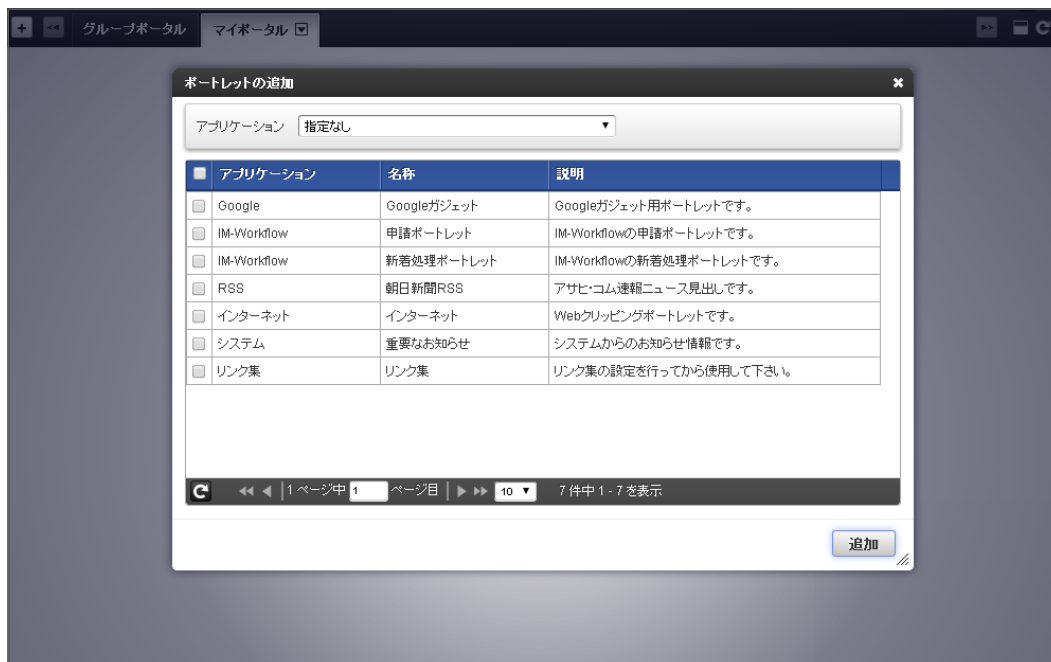 グループポータル マイポータル
ポートレットの追加
アプリケーション 指定なし
アプリケーション 名称 説明
Google Googleガジェット Googleガジェット用ポートレットです。
IM-Workflow 申請ポートレット IM-Workflowの申請ポートレットです。
IM-Workflow 新着処理ポートレット IM-Workflowの新着処理ポートレットです。
RSS 朝日新聞RSS アサヒ・コム速報ニュース見出しです。
インターネット インターネット Webクリッピングポートレットです。
システム 重要なお知らせ システムからのお知らせ情報です。
リンク集 リンク集 リンク集の設定を行ってから使用して下さい。
1 ページ中 1 ページ目 10 7 件中 1 - 7 を表示
追加